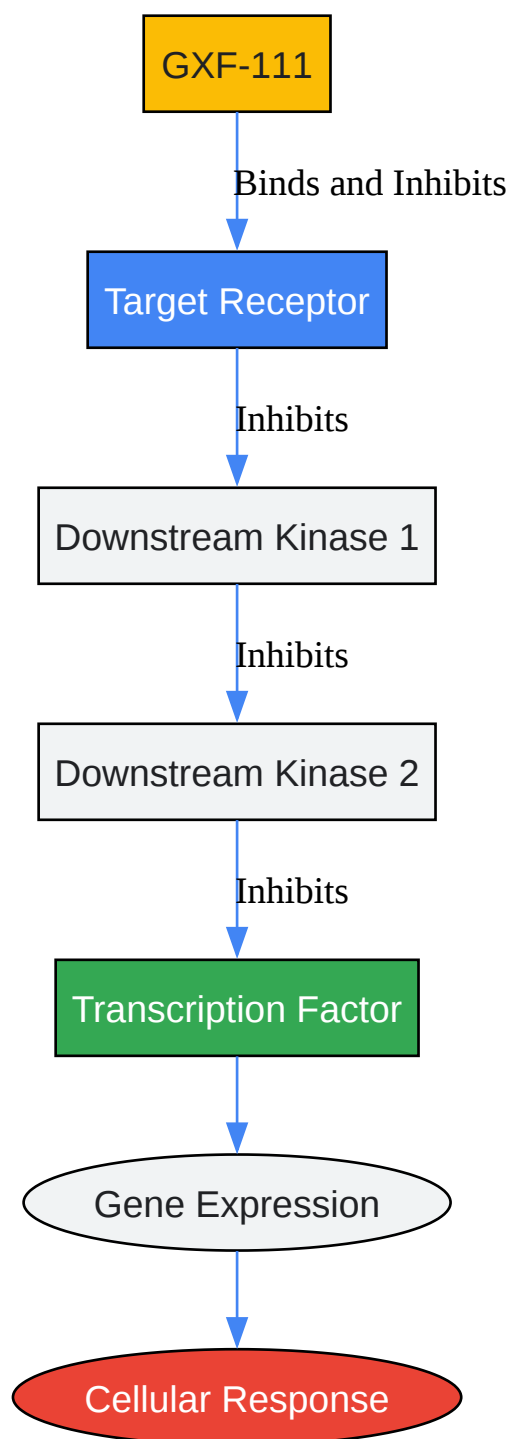 GXF-111
Binds and Inhibits
Target Receptor
Inhibits
Downstream Kinase 1
Inhibits
Downstream Kinase 2
Inhibits
Transcription Factor
Gene Expression
Cellular Response